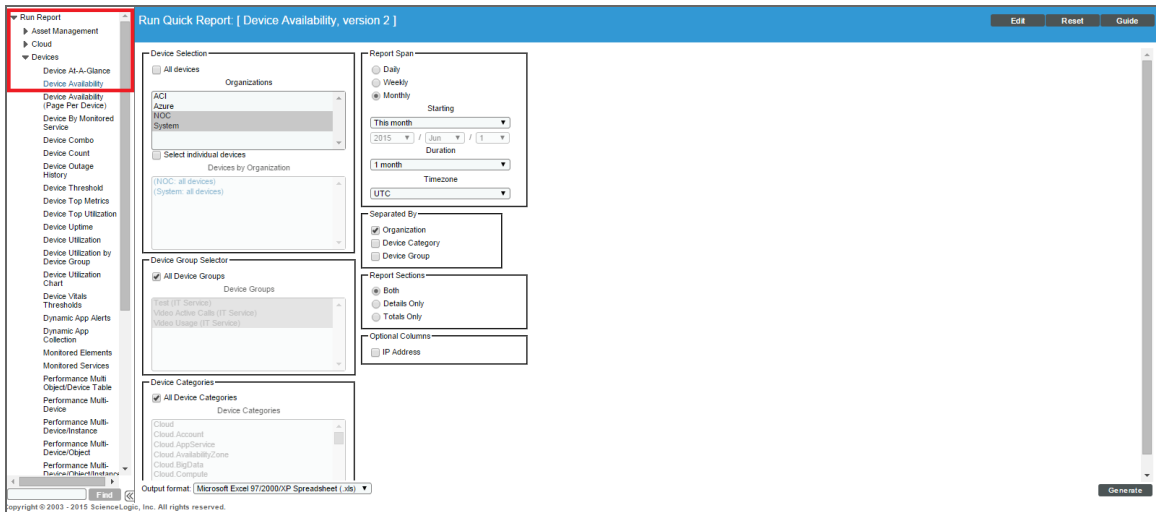 Run Report
Asset Management
Cloud
Devices
Device At-A-Glance
Device Availability
Device Availability
(Page Per Device)
Device By Monitored
Service
Device Combo
Device Count
Device Outage
History
Device Threshold
Device Top Metrics
Device Top Utilization
Device Uptime
Device Utilization
Device Utilization by
Device Group
Device Utilization
Chart
Device Vitals
Thresholds
Dynamic App Alerts
Dynamic App
Collection
Monitored Elements
Monitored Services
Performance Multi
Object/Device Table
Performance Multi-
Device
Performance Multi-
Device/Instance
Performance Multi-
Device/Object
Performance Multi-
Device/Object/Instance
Find
Run Quick Report: [ Device Availability, version 2 ]
Edit Reset Guide
Device Selection
All devices
Organizations
ACI
Azure
NOC
System
Select individual devices
Devices by Organization
(NOC: all devices)
(System: all devices)
Device Group Selector
All Device Groups
Device Groups
Test (IT Service)
Video Active Calls (IT Service)
Video Usage (IT Service)
Device Categories
All Device Categories
Device Categories
Cloud
Cloud.Account
Cloud.AppService
Cloud.AvailabilityZone
Cloud.BigData
Cloud.Compute
Report Span
Daily
Weekly
Monthly
Starting
This month
2015 / Jun / 1
Duration
1 month
Timezone
UTC
Separated By
Organization
Device Category
Device Group
Report Sections
Both
Details Only
Totals Only
Optional Columns
IP Address
Output format: Microsoft Excel 97/2000/XP Spreadsheet (.xls)
Generate
Copyright © 2003 - 2015 ScienceLogic, Inc. All rights reserved.